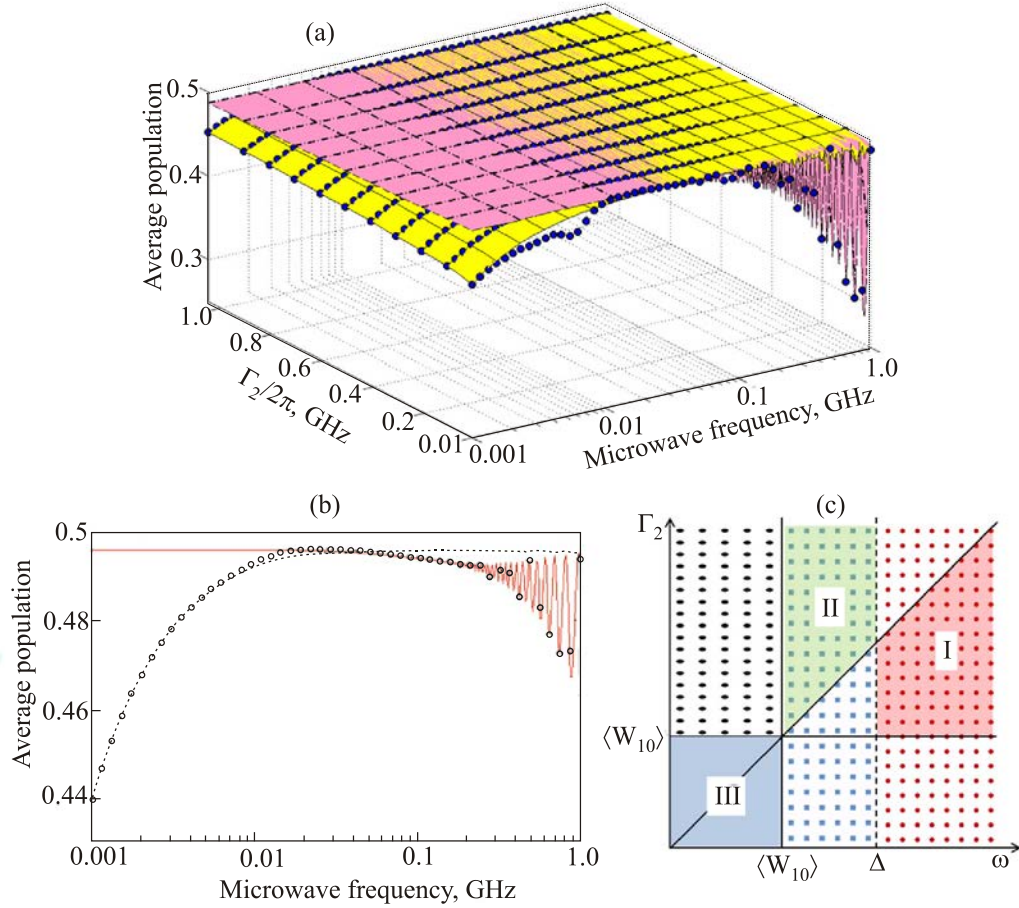 (a)
Average population
0.5
0.4
0.3
1.0
0.8
0.6
0.4
0.2
0.01
Γ₂/2π, GHz
0.001
0.01
0.1
1.0
Microwave frequency, GHz
(b)
Average population
0.5
0.48
0.46
0.44
0.001
0.01
0.1
1.0
Microwave frequency, GHz
(c)
Γ₂
II
I
⟨W₁₀⟩
III
⟨W₁₀⟩
Δ
ω